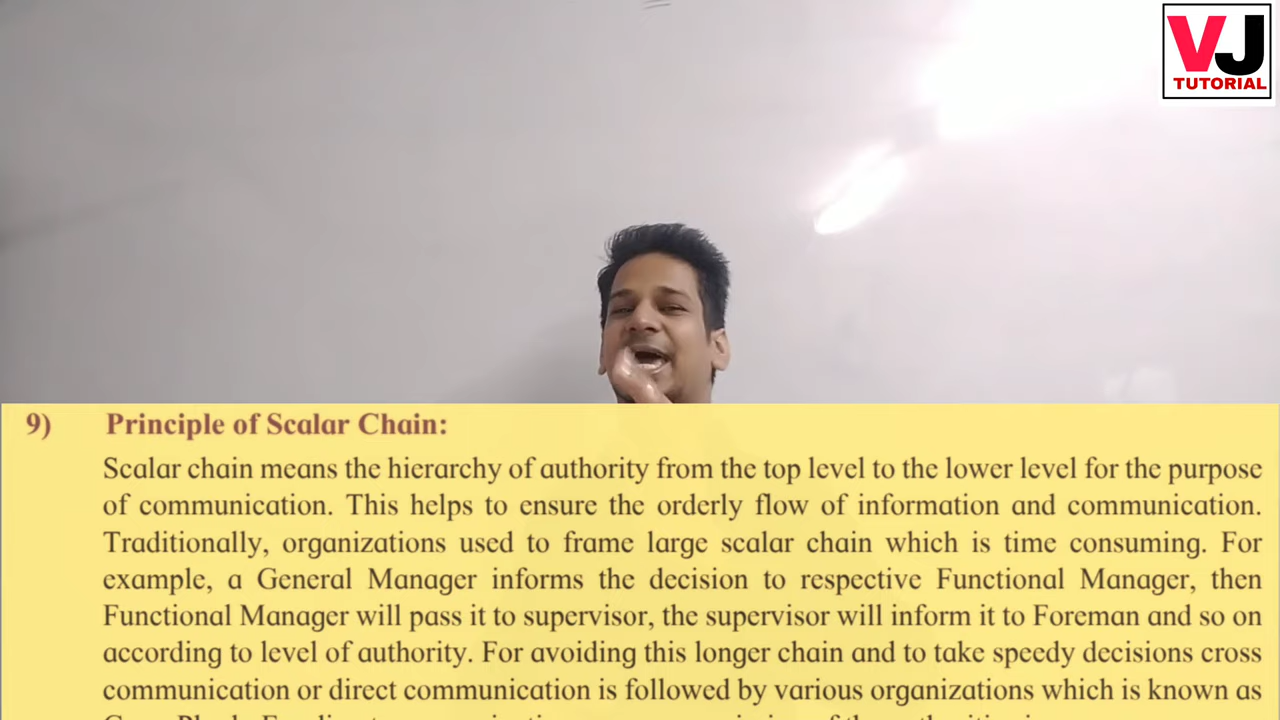 VJ
TUTORIAL
9) Principle of Scalar Chain:
Scalar chain means the hierarchy of authority from the top level to the lower level for the purpose
of communication. This helps to ensure the orderly flow of information and communication.
Traditionally, organizations used to frame large scalar chain which is time consuming. For
example, a General Manager informs the decision to respective Functional Manager, then
Functional Manager will pass it to supervisor, the supervisor will inform it to Foreman and so on
according to level of authority. For avoiding this longer chain and to take speedy decisions cross
communication or direct communication is followed by various organizations which is known as